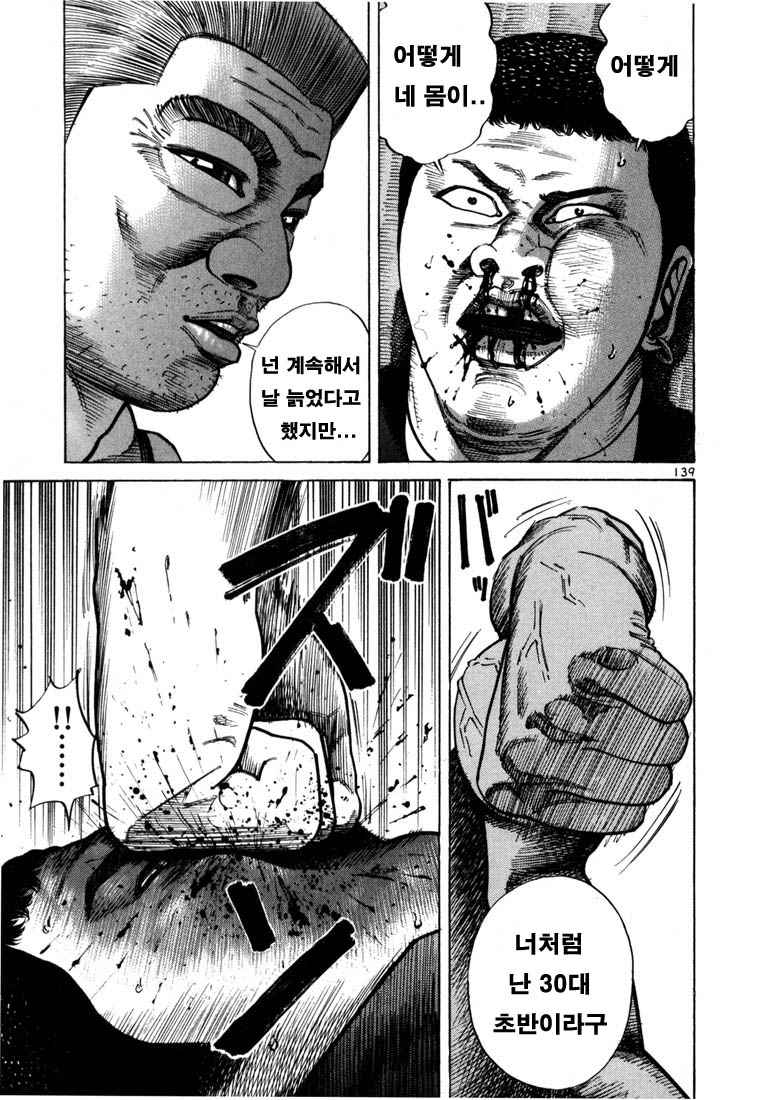 어떻게
어떻게
네 몸이..
넌 계속해서
날 늙었다고
했지만...
139
ババッ
너처럼
난 30대
초반이라구
ズン
!!……